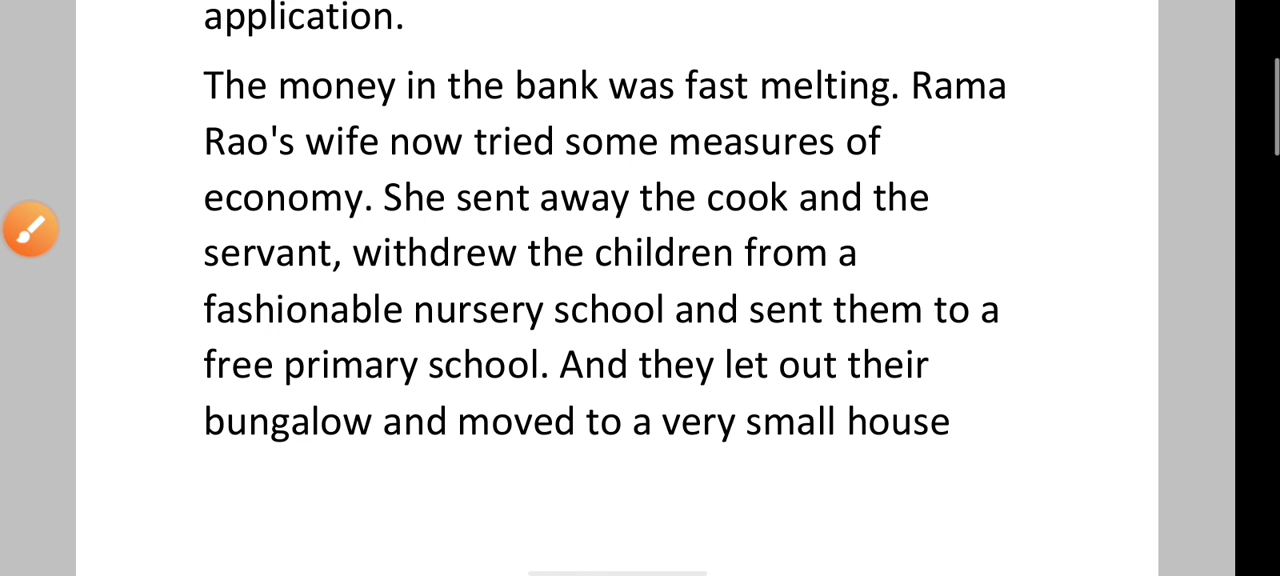 application.
The money in the bank was fast melting. Rama
Rao's wife now tried some measures of
economy. She sent away the cook and the
servant, withdrew the children from a
fashionable nursery school and sent them to a
free primary school. And they let out their
bungalow and moved to a very small house